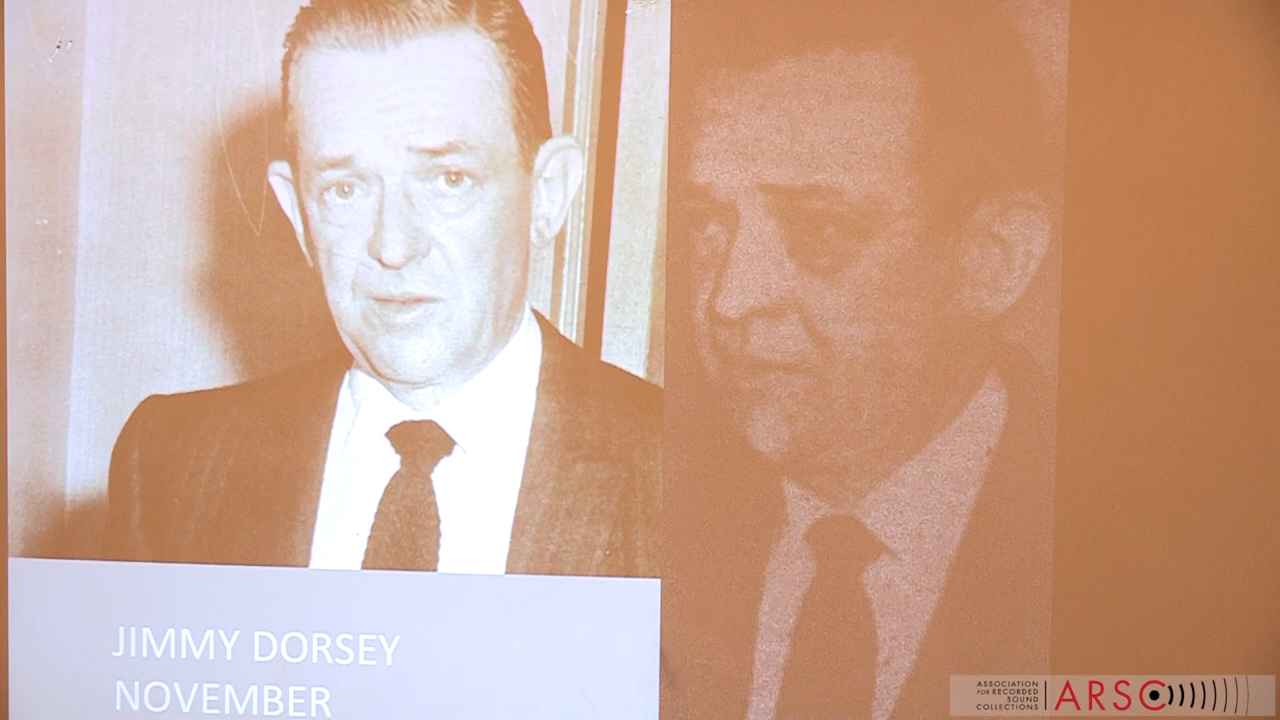 JIMMY DORSEY
NOVEMBER
ASSOCIATION
FOR RECORDED
SOUND
COLLECTIONS
ARSC